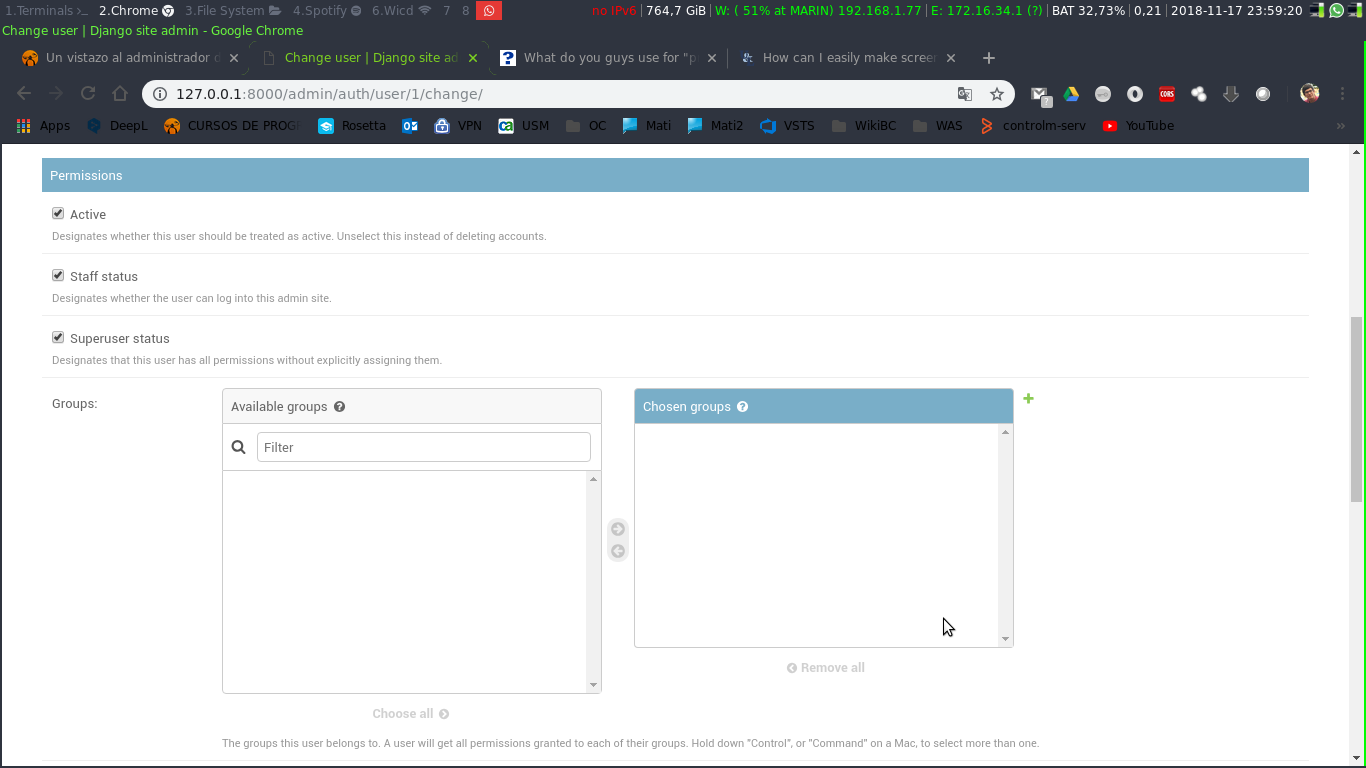 1.Terminals >_ 2.Chrome 3.File System 4.Spotify 6.Wicd 7 8 no IPv6 | 764,7 GiB | W: ( 51% at MARIN) 192.168.1.77 | E: 172.16.34.1 (?) | BAT 32,73% | 0,21 | 2018-11-17 23:59:20
Change user | Django site admin - Google Chrome
Un vistazo al administrador d Change user | Django site ad What do you guys use for "p How can I easily make screen
127.0.0.1:8000/admin/auth/user/1/change/ ? CORS
Apps DeepL CURSOS DE PROG Rosetta VPN ca USM OC Mati Mati2 VSTS WikiBC WAS controlm-serv YouTube »
Permissions
Active
Designates whether this user should be treated as active. Unselect this instead of deleting accounts.
Staff status
Designates whether the user can log into this admin site.
Superuser status
Designates that this user has all permissions without explicitly assigning them.
Groups: Available groups ? Chosen groups ? +
Filter
Remove all
Choose all
The groups this user belongs to. A user will get all permissions granted to each of their groups. Hold down "Control", or "Command" on a Mac, to select more than one.